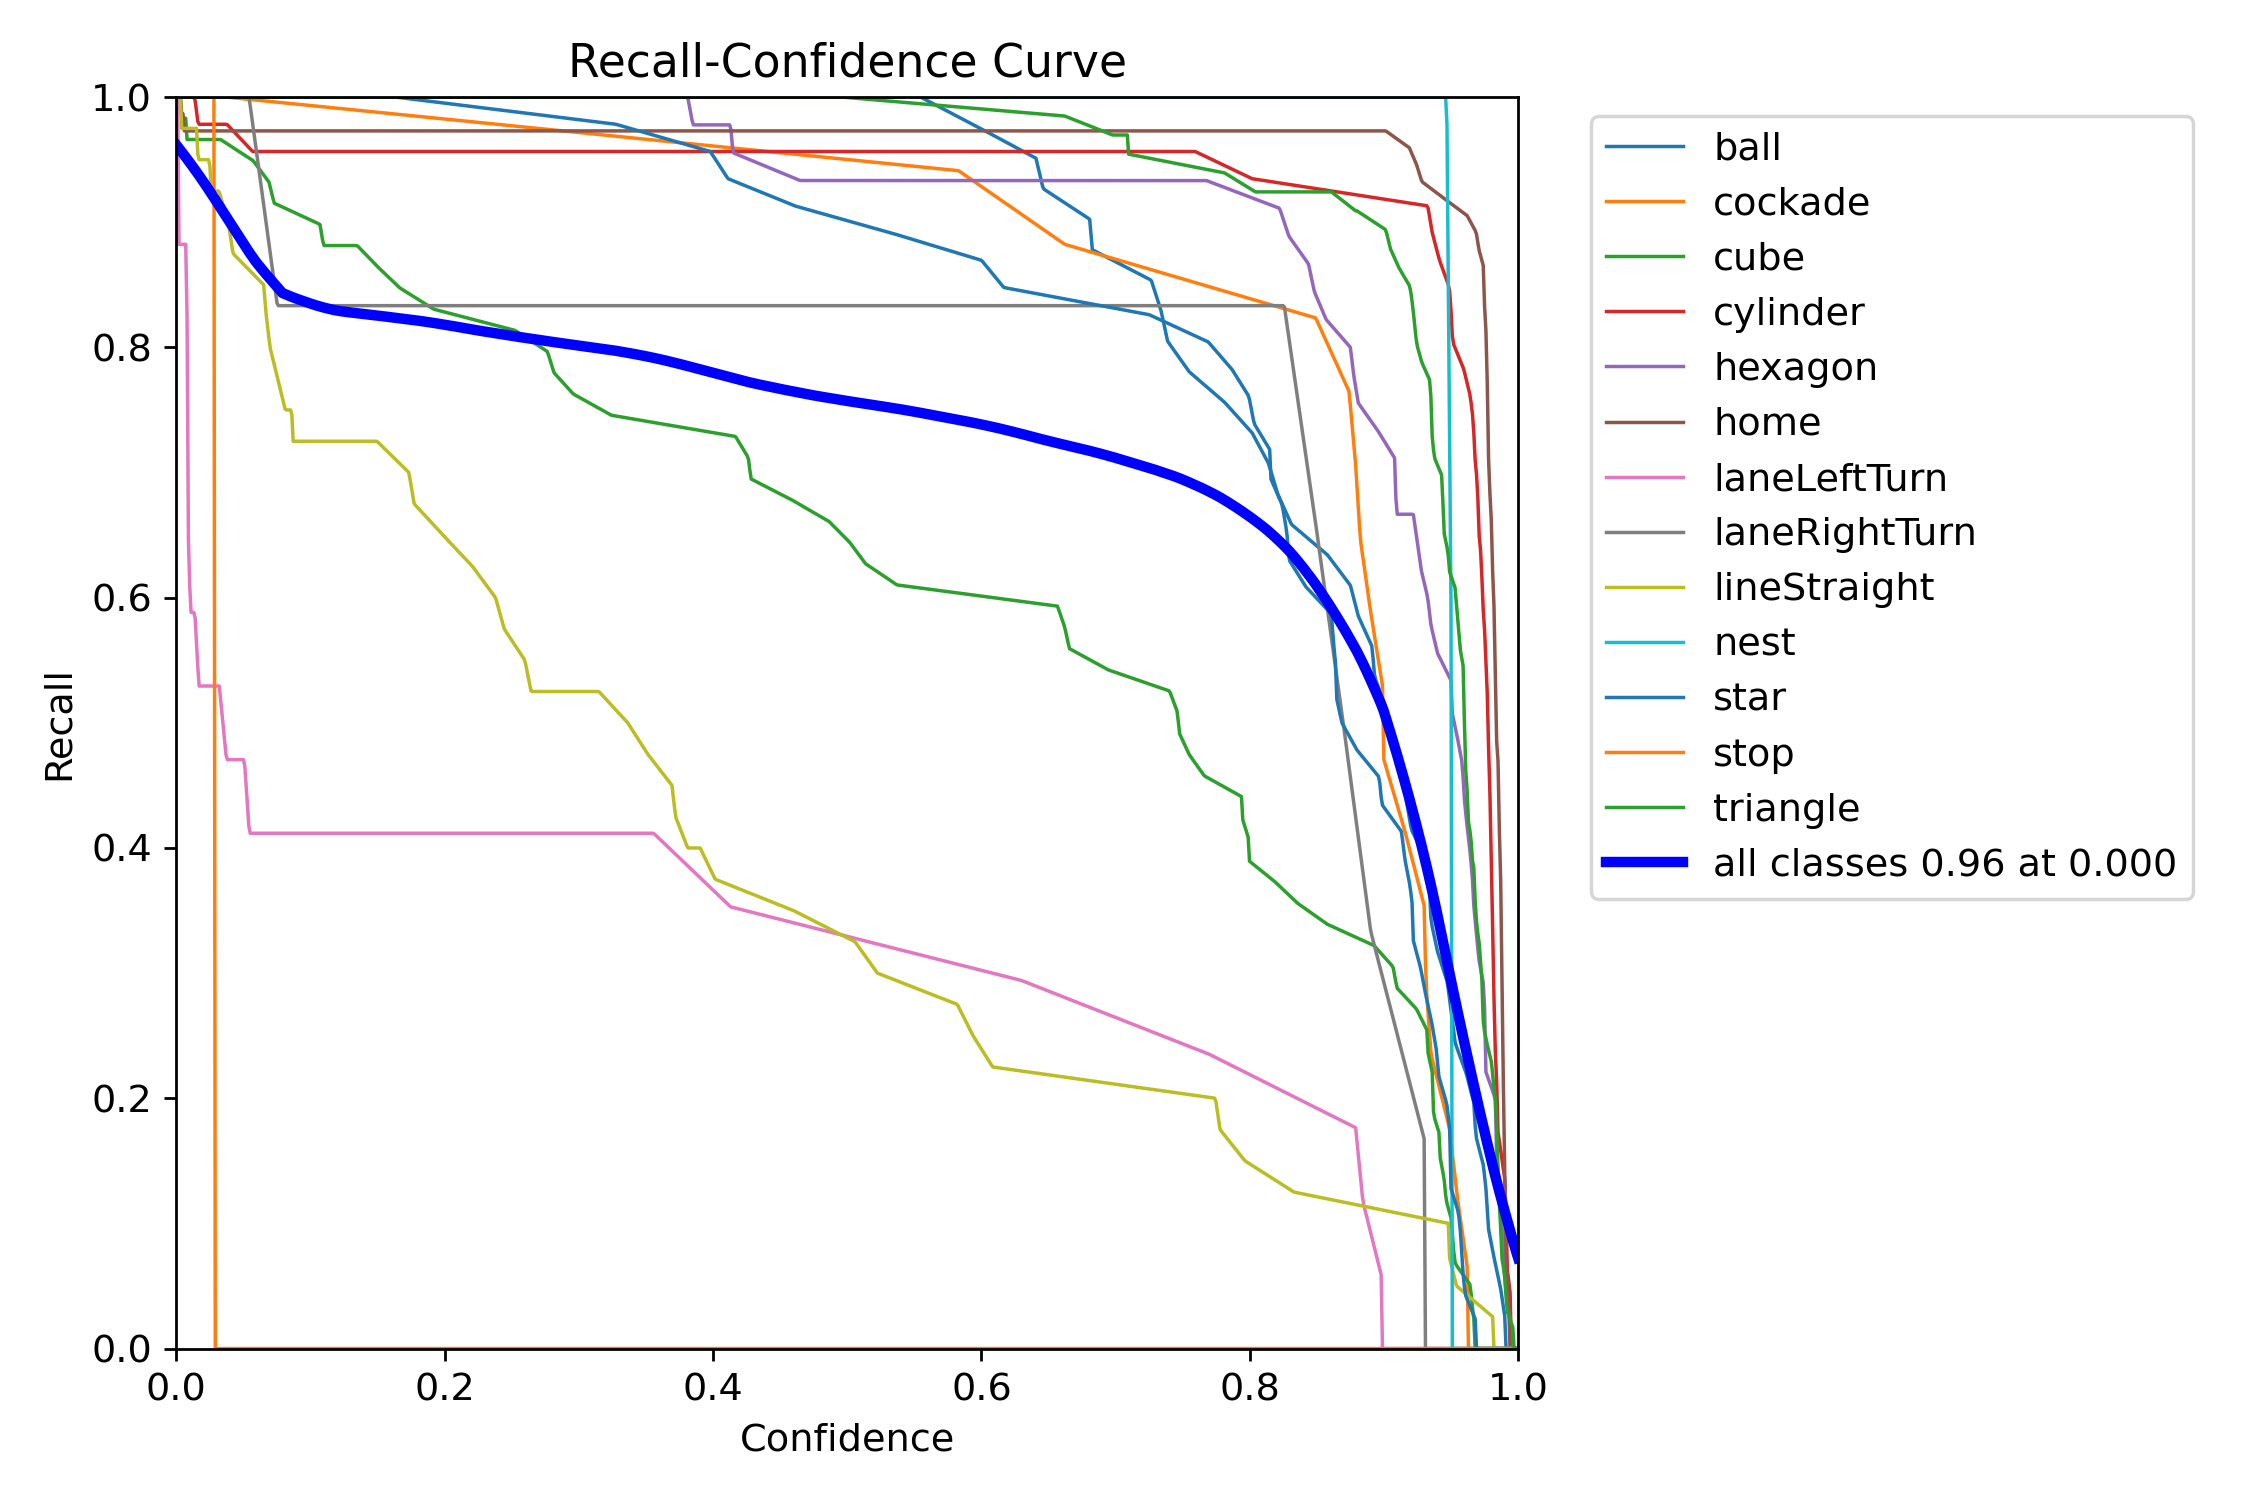 Recall-Confidence Curve
1.0
0.8
0.6
0.4
0.2
0.0
Recall
0.0 0.2 0.4 0.6 0.8 1.0
Confidence
ball
cockade
cube
cylinder
hexagon
home
laneLeftTurn
laneRightTurn
lineStraight
nest
star
stop
triangle
all classes 0.96 at 0.000